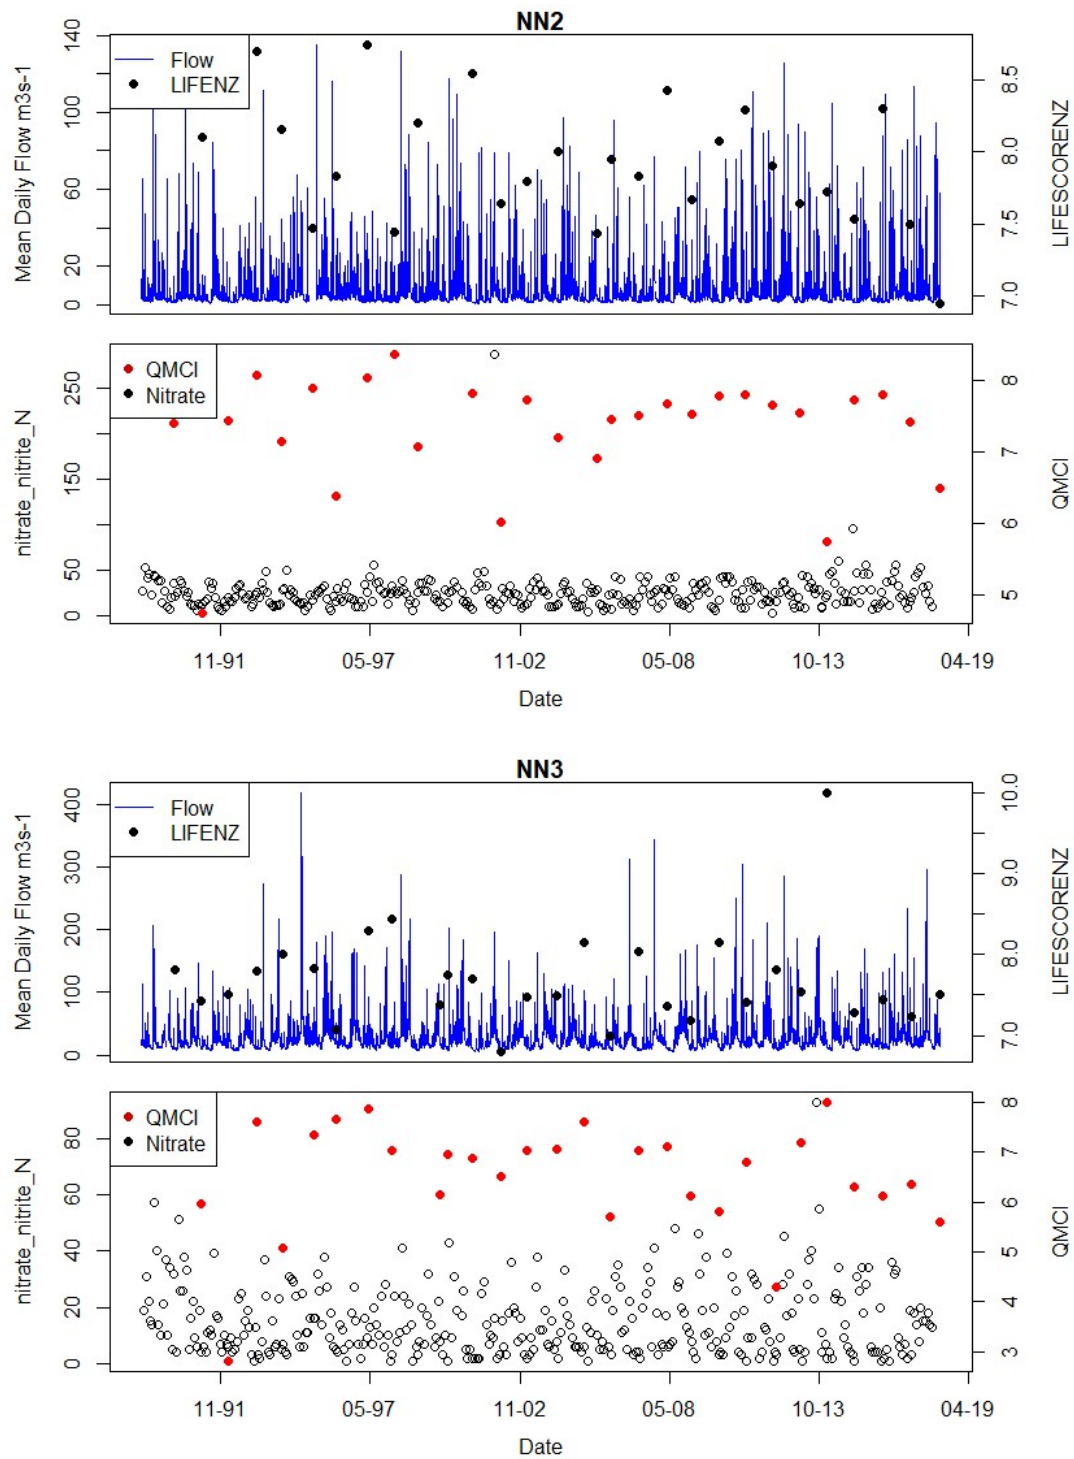 NN2
Flow
LIFENZ
Mean Daily Flow m3s-1
140
100
60
20
0
LIFESCORENZ
8.5
8.0
7.5
7.0
QMCI
Nitrate
nitrate_nitrite_N
250
150
50
0
QMCI
8
7
6
5
11-91 05-97 11-02 05-08 10-13 04-19
Date
NN3
Flow
LIFENZ
Mean Daily Flow m3s-1
400
300
200
100
0
LIFESCORENZ
10.0
9.0
8.0
7.0
QMCI
Nitrate
nitrate_nitrite_N
80
60
40
20
0
QMCI
8
7
6
5
4
3
11-91 05-97 11-02 05-08 10-13 04-19
Date